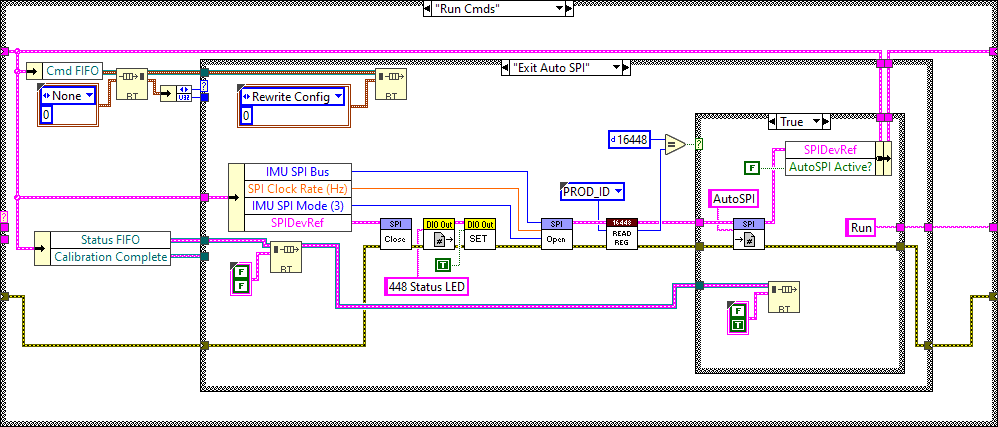 "Run Cmds"
Cmd FIFO
None
0
BT
U32
?
"Exit Auto SPI"
Rewrite Config
0
BT
IMU SPI Bus
SPI Clock Rate (Hz)
IMU SPI Mode (3)
SPIDevRef
Status FIFO
Calibration Complete
BT
F
F
SPI
Close
DIO Out
#
DIO Out
SET
T
448 Status LED
SPI
Open
PROD_ID
16448
READ
REG
d 16448
=
?
True
SPIDevRef
AutoSPI Active?
F
AutoSPI
SPI
#
Run
BT
F
T
?